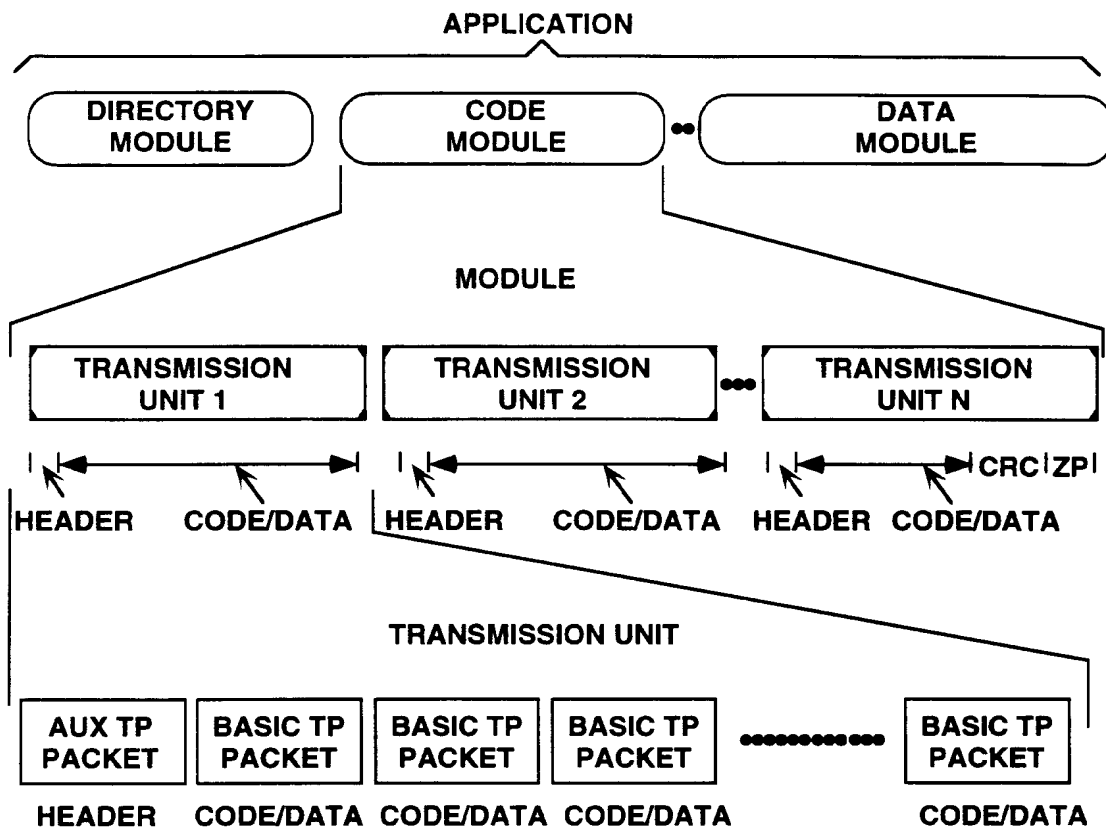 APPLICATION
DIRECTORY MODULE
CODE MODULE
DATA MODULE
MODULE
TRANSMISSION UNIT 1
TRANSMISSION UNIT 2
TRANSMISSION UNIT N
CRC ZP
HEADER CODE/DATA HEADER CODE/DATA HEADER CODE/DATA
TRANSMISSION UNIT
AUX TP PACKET
BASIC TP PACKET
BASIC TP PACKET
BASIC TP PACKET
BASIC TP PACKET
HEADER CODE/DATA CODE/DATA CODE/DATA CODE/DATA